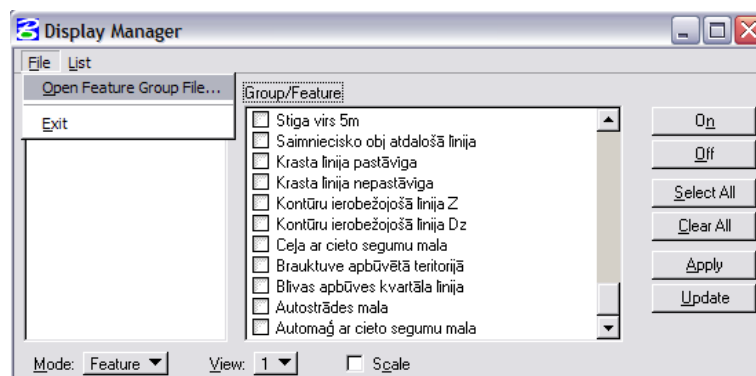 Display Manager
File List
Open Feature Group File...
Exit
Group/Feature
Stiga virs 5m
Saimniecisko obj atdalošā līnija
Krasta līnija pastāvīga
Krasta līnija nepastāvīga
Kontūru ierobežojošā līnija Z
Kontūru ierobežojošā līnija Dz
Ceļa ar cieto segumu mala
Brauktuve apbūvētā teritorijā
Blīvas apbūves kvartāla līnija
Autostrādes mala
Automaģ ar cieto segumu mala
On
Off
Select All
Clear All
Apply
Update
Mode: Feature View: 1 Scale